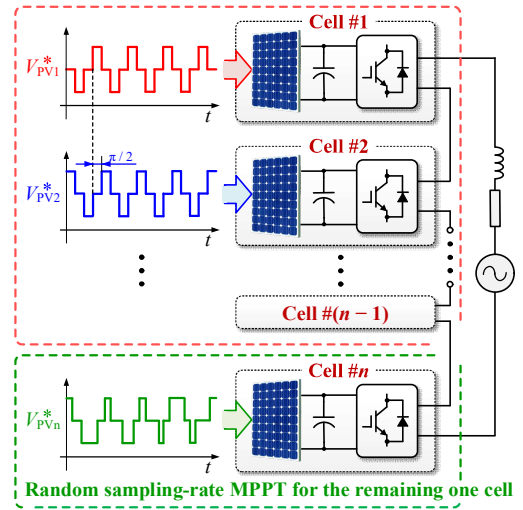 Cell #1
V*PV1
t
Cell #2
π / 2
V*PV2
t
Cell #(n − 1)
Cell #n
V*PVn
t
Random sampling-rate MPPT for the remaining one cell